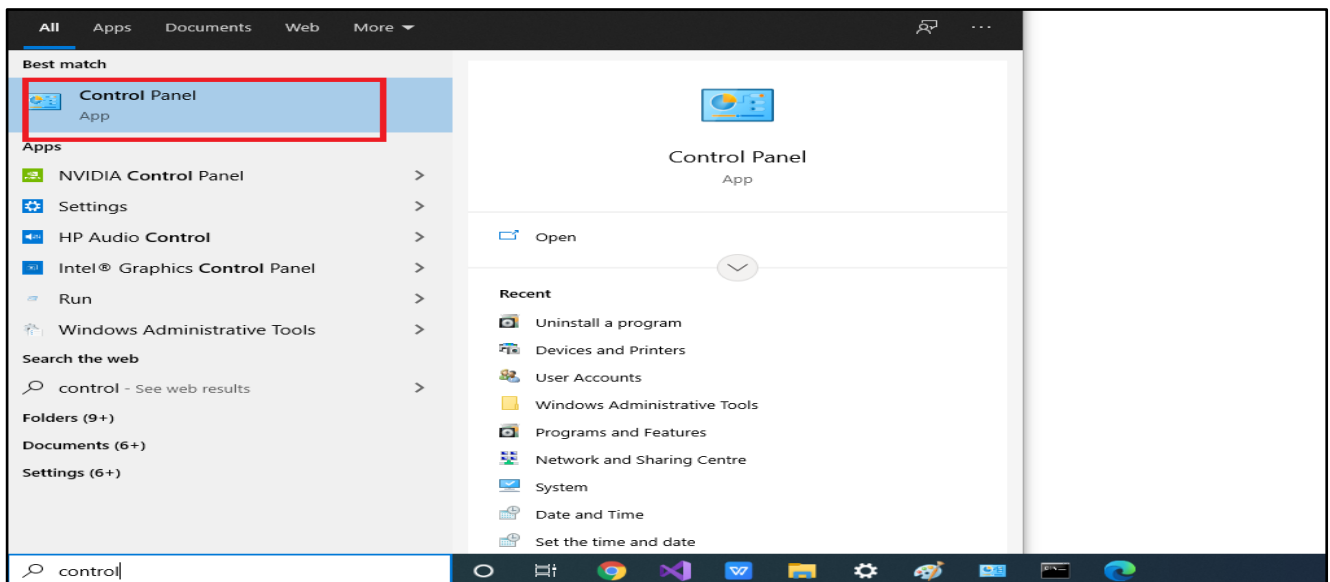 All Apps Documents Web More
Best match
Control Panel
App
Apps
NVIDIA Control Panel
Settings
HP Audio Control
Intel® Graphics Control Panel
Run
Windows Administrative Tools
Search the web
control - See web results
Folders (9+)
Documents (6+)
Settings (6+)
control
Control Panel
App
Open
Recent
Uninstall a program
Devices and Printers
User Accounts
Windows Administrative Tools
Programs and Features
Network and Sharing Centre
System
Date and Time
Set the time and date